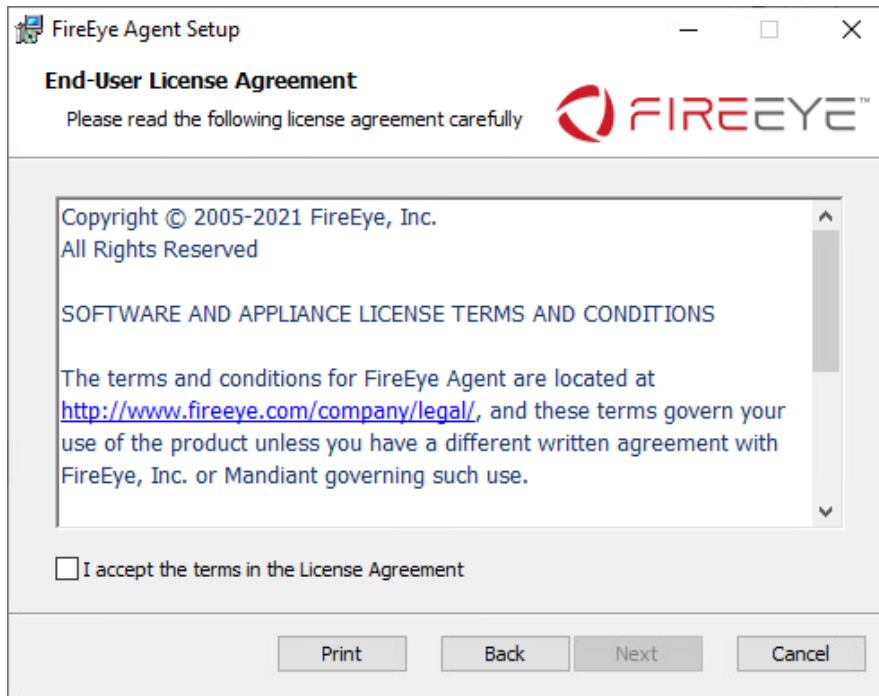 FireEye Agent Setup
End-User License Agreement
Please read the following license agreement carefully
FIREEYE™
Copyright © 2005-2021 FireEye, Inc.
All Rights Reserved
SOFTWARE AND APPLIANCE LICENSE TERMS AND CONDITIONS
The terms and conditions for FireEye Agent are located at
http://www.fireeye.com/company/legal/, and these terms govern your
use of the product unless you have a different written agreement with
FireEye, Inc. or Mandiant governing such use.
I accept the terms in the License Agreement
Print Back Next Cancel